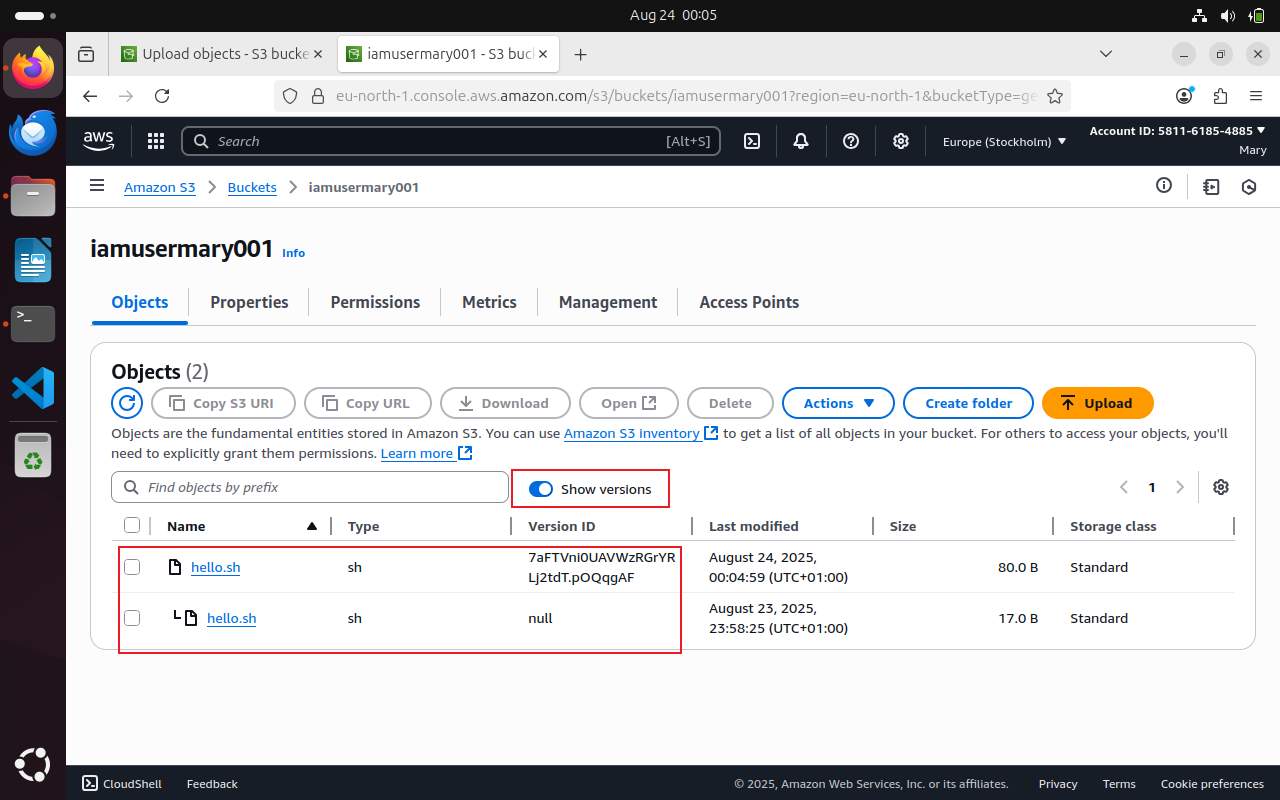 Aug 24 00:05
Upload objects - S3 bucke
iamusermary001 - S3 buc
eu-north-1.console.aws.amazon.com/s3/buckets/iamusermary001?region=eu-north-1&bucketType=ge
aws
Search [Alt+S]
Europe (Stockholm)
Account ID: 5811-6185-4885
Mary
Amazon S3 Buckets iamusermary001
iamusermary001 Info
Objects Properties Permissions Metrics Management Access Points
Objects (2)
Copy S3 URI Copy URL Download Open Delete Actions Create folder Upload
Objects are the fundamental entities stored in Amazon S3. You can use Amazon S3 inventory to get a list of all objects in your bucket. For others to access your objects, you'll
need to explicitly grant them permissions. Learn more
Find objects by prefix Show versions 1
Name Type Version ID Last modified Size Storage class
hello.sh sh 7aFTVni0UAVWzRGrYR August 24, 2025, 80.0 B Standard
Lj2tdT.pOQqgAF 00:04:59 (UTC+01:00)
hello.sh sh null August 23, 2025, 17.0 B Standard
23:58:25 (UTC+01:00)
CloudShell Feedback © 2025, Amazon Web Services, Inc. or its affiliates. Privacy Terms Cookie preferences